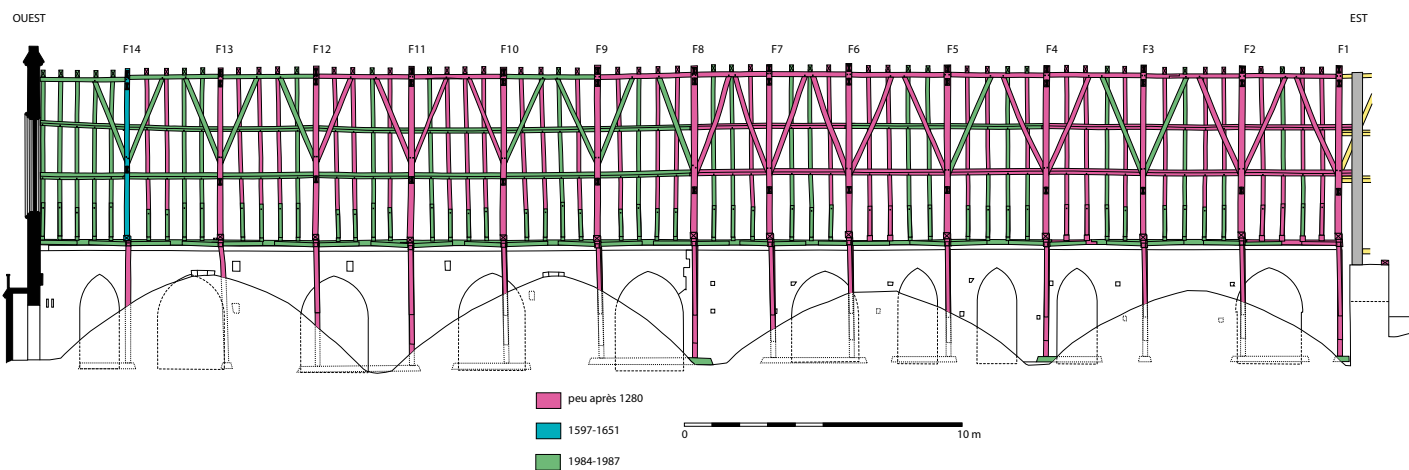 OUEST EST
F14 F13 F12 F11 F10 F9 F8 F7 F6 F5 F4 F3 F2 F1
peu après 1280
1597-1651
1984-1987
0 10 m